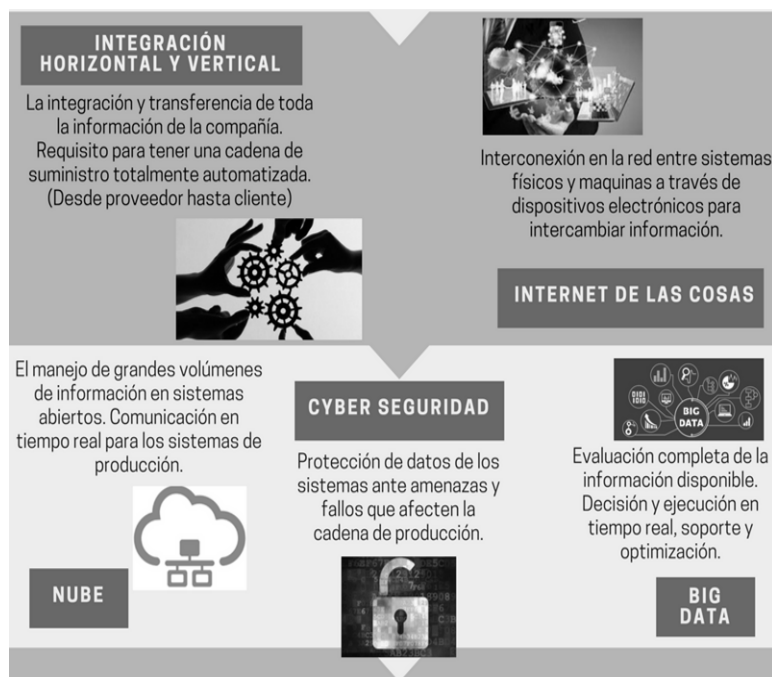 INTEGRACIÓN
HORIZONTAL Y VERTICAL
La integración y transferencia de toda
la información de la compañía.
Requisito para tener una cadena de
suministro totalmente automatizada.
(Desde proveedor hasta cliente)
Interconexión en la red entre sistemas
físicos y maquinas a través de
dispositivos electrónicos para
intercambiar información.
INTERNET DE LAS COSAS
El manejo de grandes volúmenes
de información en sistemas
abiertos. Comunicación en
tiempo real para los sistemas de
producción.
NUBE
CYBER SEGURIDAD
Protección de datos de los
sistemas ante amenazas y
fallos que afecten la
cadena de producción.
BIG
DATA
Evaluación completa de la
información disponible.
Decisión y ejecución en
tiempo real, soporte y
optimización.
BIG
DATA